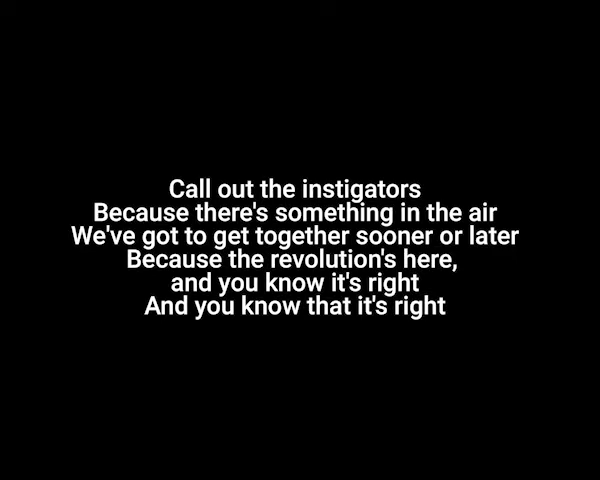 Call out the instigators
Because there's something in the air
We've got to get together sooner or later
Because the revolution's here,
and you know it's right
And you know that it's right